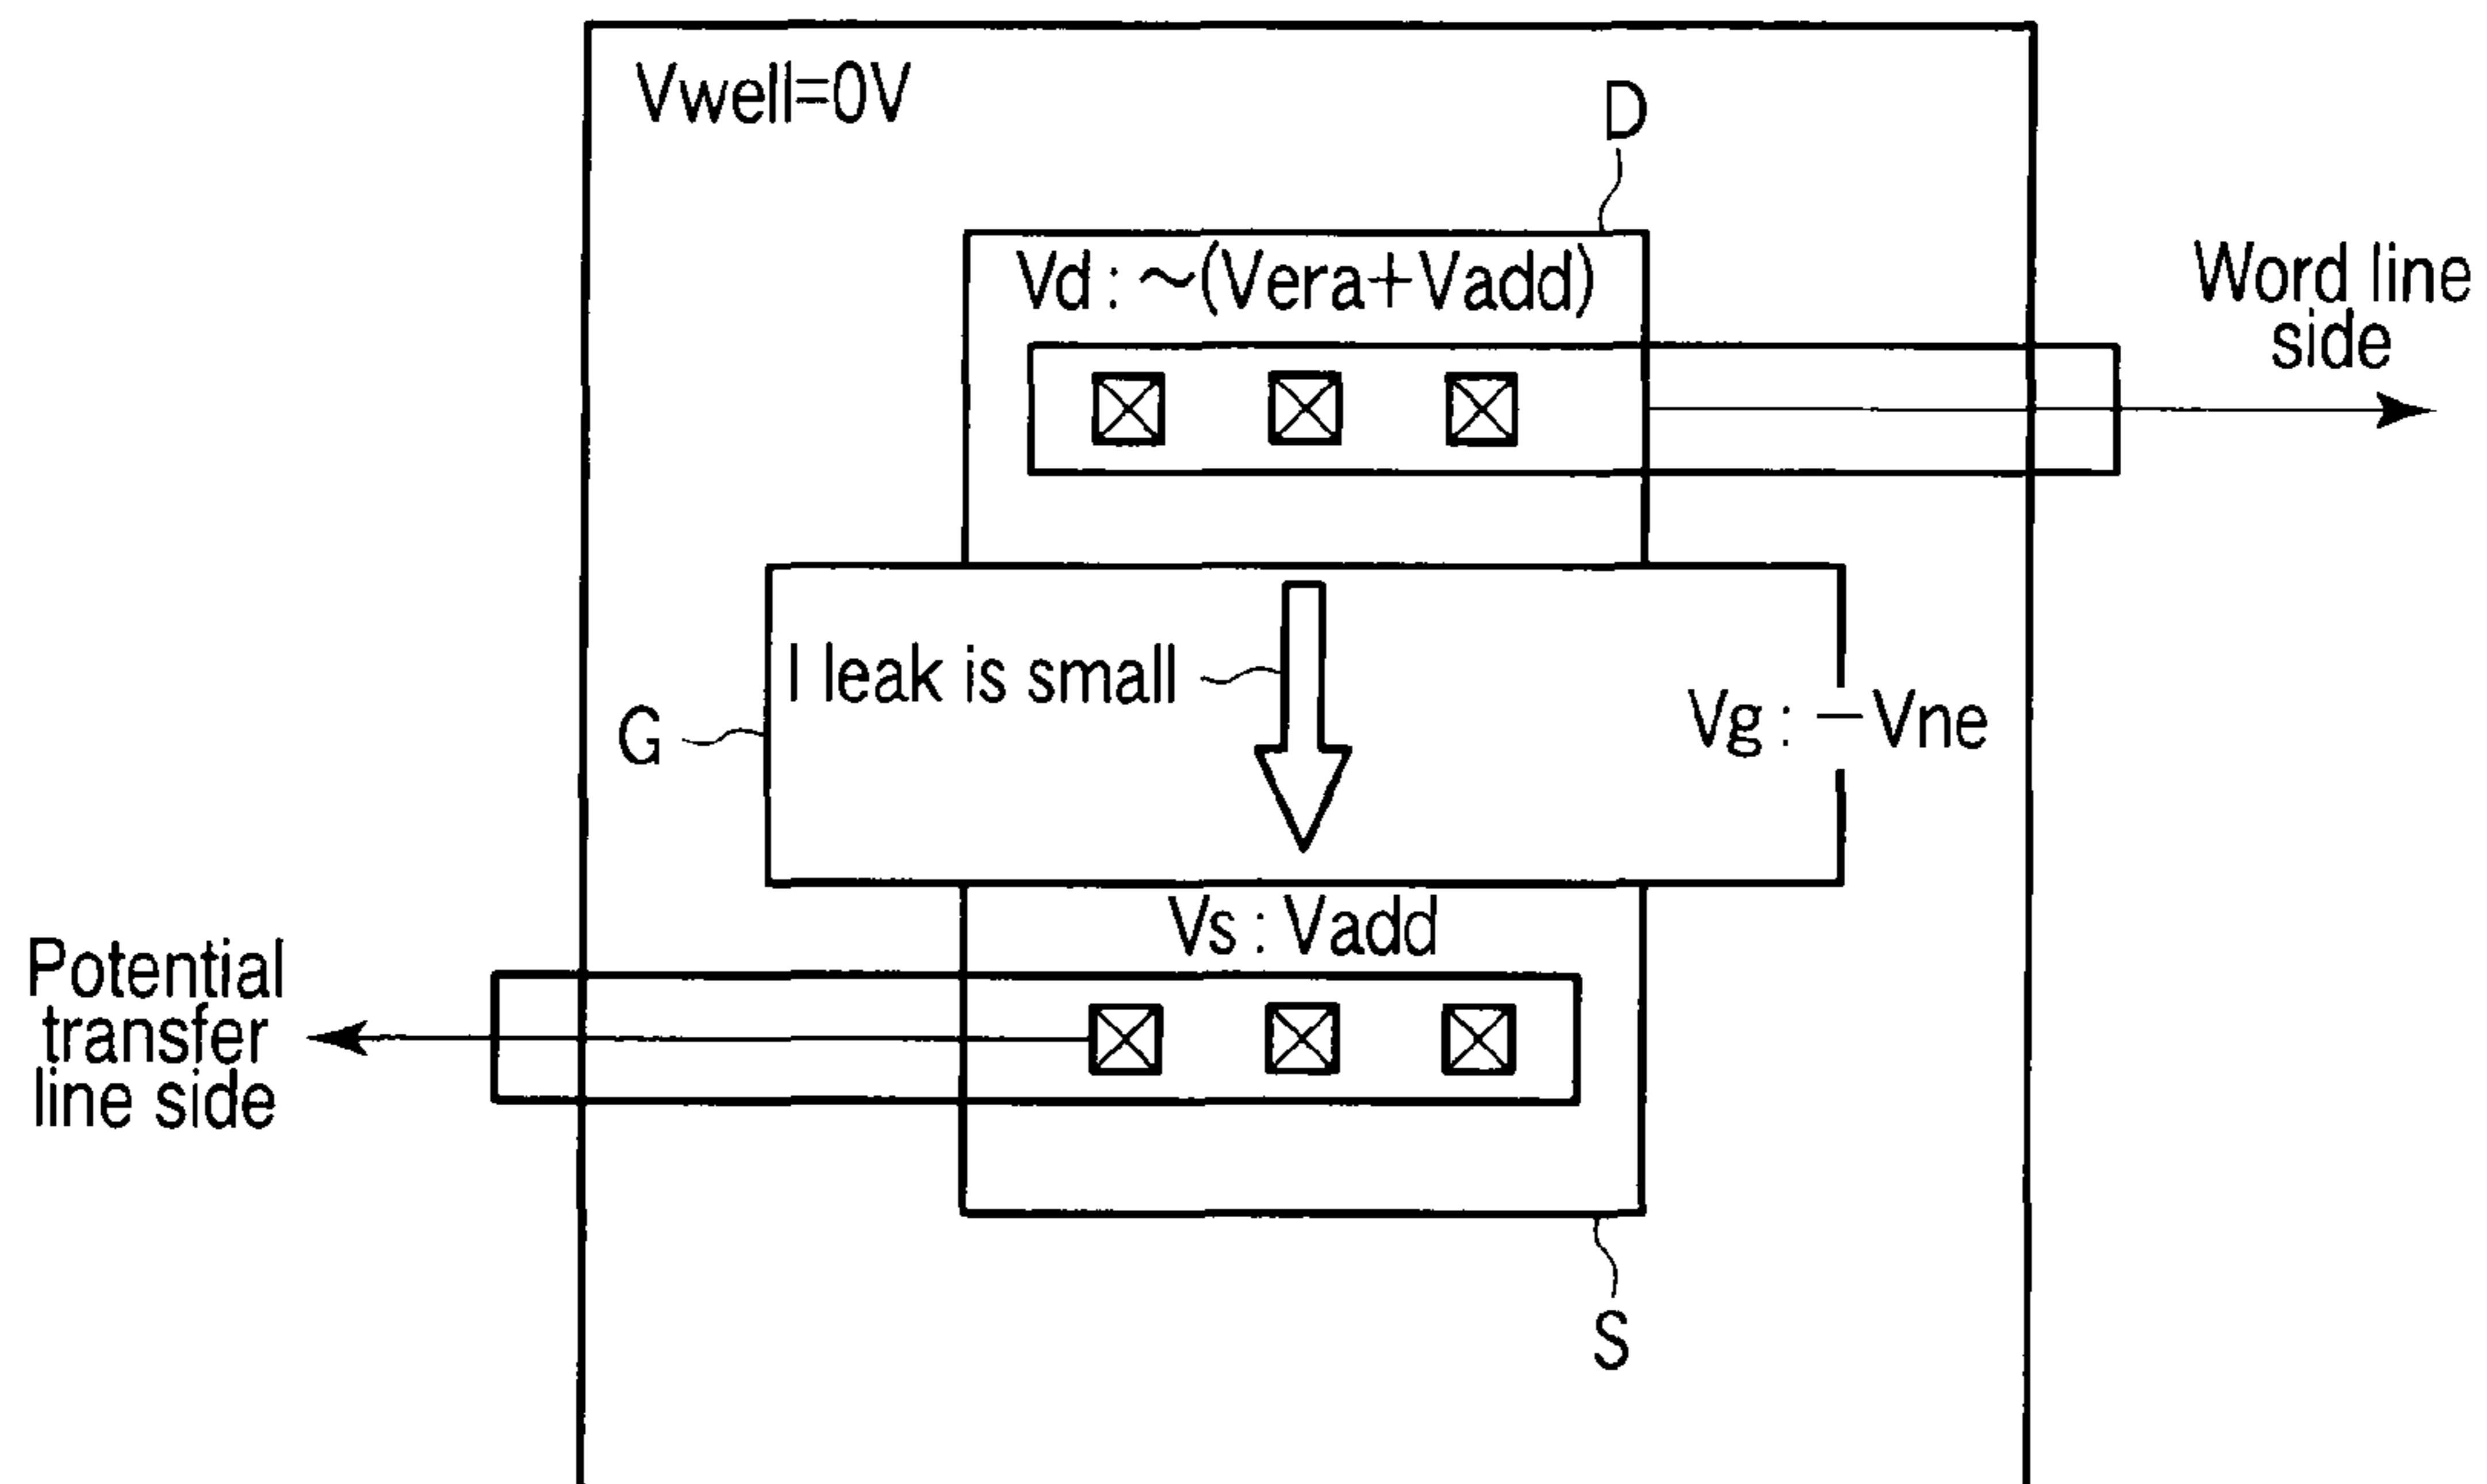 Vwell=0V
D
Vd : ~(Vera+Vadd)
Word line
side
I leak is small
G
Vg : −Vne
Vs : Vadd
Potential
transfer
line side
S